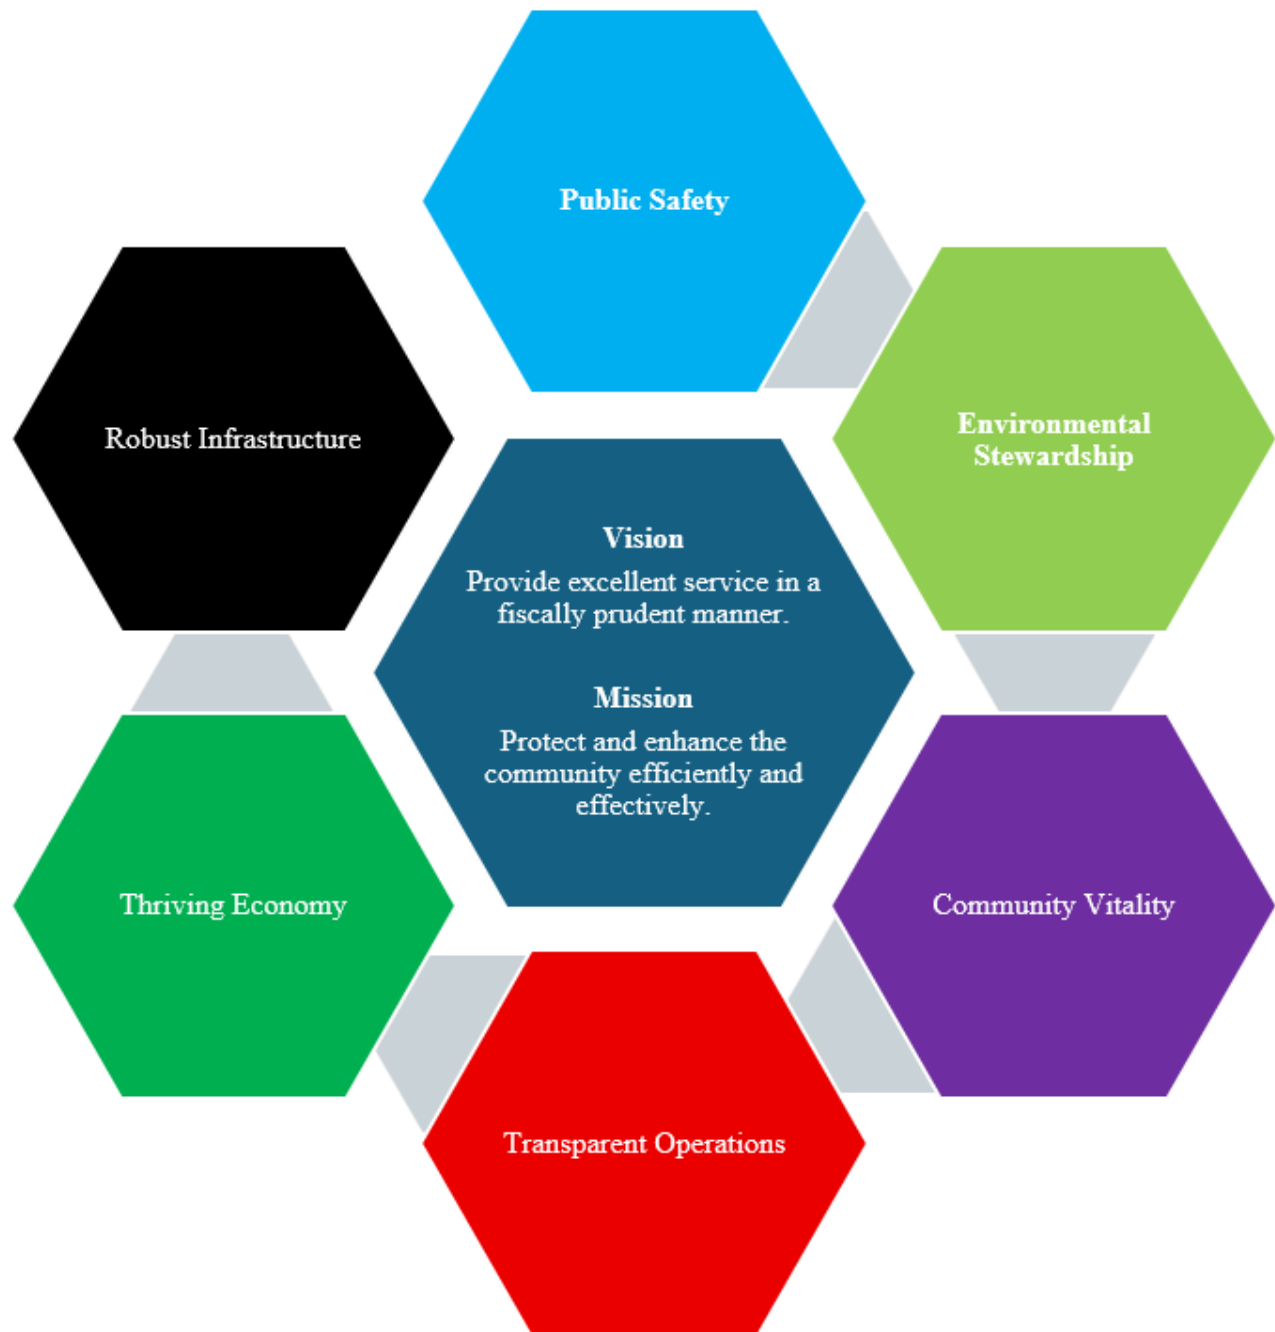 Public Safety
Environmental
Stewardship
Robust Infrastructure
Vision
Provide excellent service in a
fiscally prudent manner.
Mission
Protect and enhance the
community efficiently and
effectively.
Thriving Economy
Community Vitality
Transparent Operations